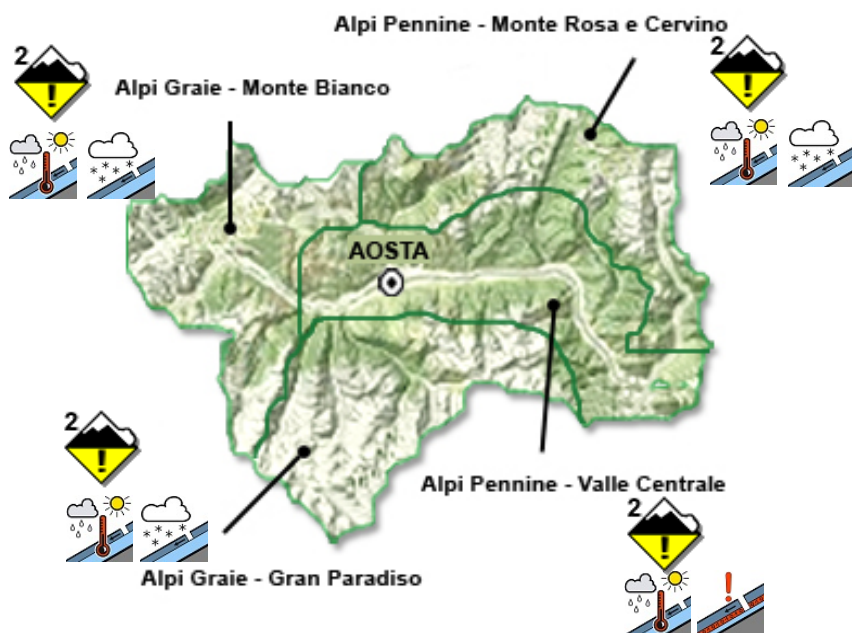 Alpi Pennine - Monte Rosa e Cervino
2
!
2
!
Alpi Graie - Monte Bianco
AOSTA
2
!
Alpi Pennine - Valle Centrale
2
!
!
Alpi Graie - Gran Paradiso